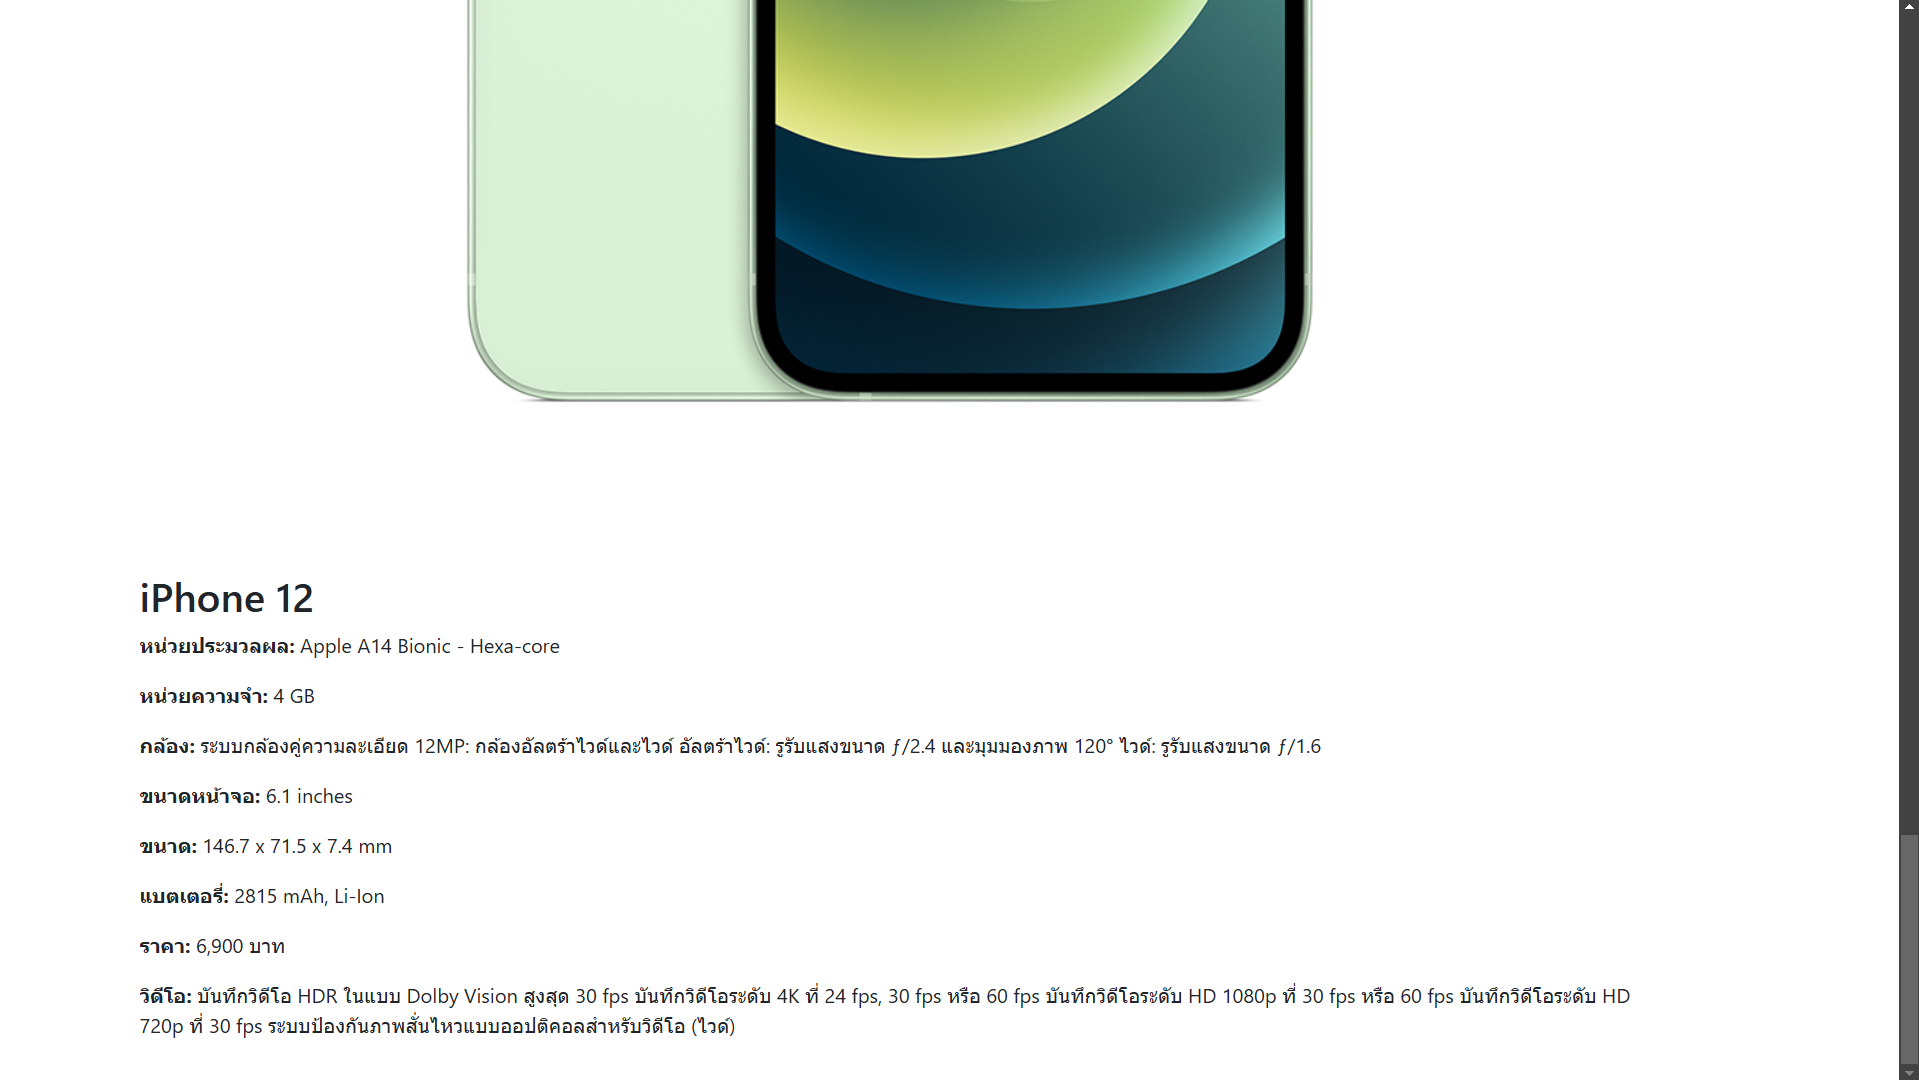 iPhone 12
หน่วยประมวลผล: Apple A14 Bionic - Hexa-core
หน่วยความจำ: 4 GB
กล้อง: ระบบกล้องคู่ความละเอียด 12MP: กล้องอัลตร้าไวด์และไวด์ อัลตร้าไวด์: รูรับแสงขนาด ƒ/2.4 และมุมมองภาพ 120° ไวด์: รูรับแสงขนาด ƒ/1.6
ขนาดหน้าจอ: 6.1 inches
ขนาด: 146.7 x 71.5 x 7.4 mm
แบตเตอรี่: 2815 mAh, Li-Ion
ราคา: 6,900 บาท
วิดีโอ: บันทึกวิดีโอ HDR ในแบบ Dolby Vision สูงสุด 30 fps บันทึกวิดีโอระดับ 4K ที่ 24 fps, 30 fps หรือ 60 fps บันทึกวิดีโอระดับ HD 1080p ที่ 30 fps หรือ 60 fps บันทึกวิดีโอระดับ HD
720p ที่ 30 fps ระบบป้องกันภาพสั่นไหวแบบออปติคอลสำหรับวิดีโอ (ไวด์)